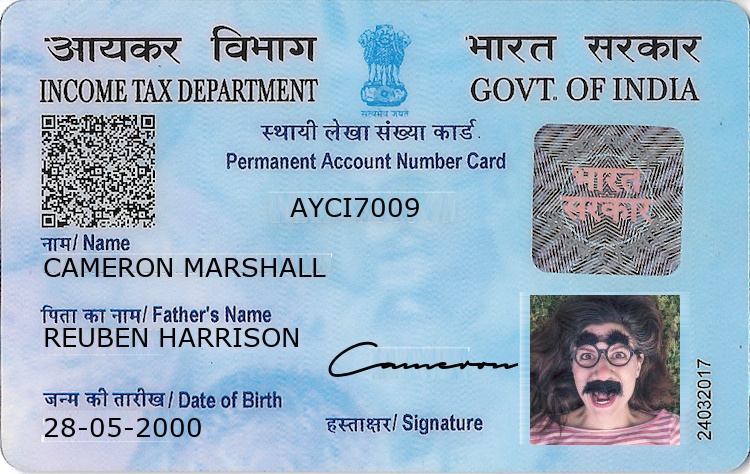 आयकर विभाग
INCOME TAX DEPARTMENT
सत्यमेव जयते
भारत सरकार
GOVT. OF INDIA
स्थायी लेखा संख्या कार्ड
Permanent Account Number Card
AYCI7009
भारत
सरकार
नाम/ Name
CAMERON MARSHALL
पिता का नाम/ Father's Name
REUBEN HARRISON
Cameron
जन्म की तारीख / Date of Birth
28-05-2000
हस्ताक्षर/ Signature
24032017